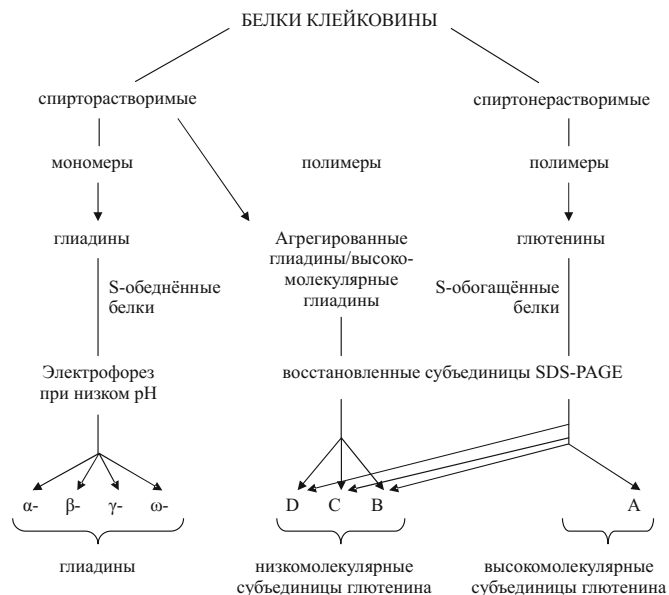 БЕЛКИ КЛЕЙКОВИНЫ
спирторастворимые
спиртонерастворимые
мономеры
полимеры
полимеры
глиадины
Агрегированные
глиадины/высоко-
молекулярные
глиадины
глютенины
S-обеднённые
белки
S-обогащённые
белки
Электрофорез
при низком pH
восстановленные субъединицы SDS-PAGE
α- β- γ- ω-
D C B
A
глиадины
низкомолекулярные
субъединицы глютенина
высокомолекулярные
субъединицы глютенина